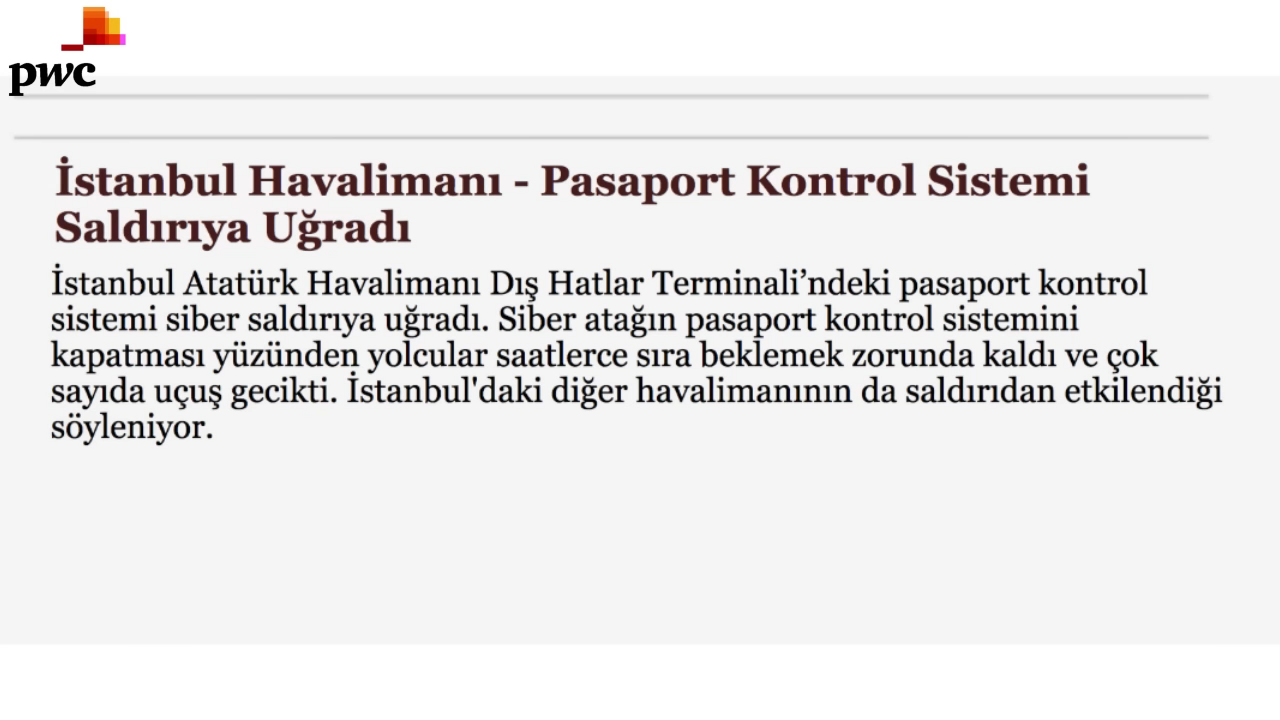 pwc
İstanbul Havalimanı - Pasaport Kontrol Sistemi
Saldırıya Uğradı
İstanbul Atatürk Havalimanı Dış Hatlar Terminali’ndeki pasaport kontrol
sistemi siber saldırıya uğradı. Siber atağın pasaport kontrol sistemini
kapatması yüzünden yolcular saatlerce sıra beklemek zorunda kaldı ve çok
sayıda uçuş gecikti. İstanbul'daki diğer havalimanının da saldırıdan etkilendiği
söyleniyor.